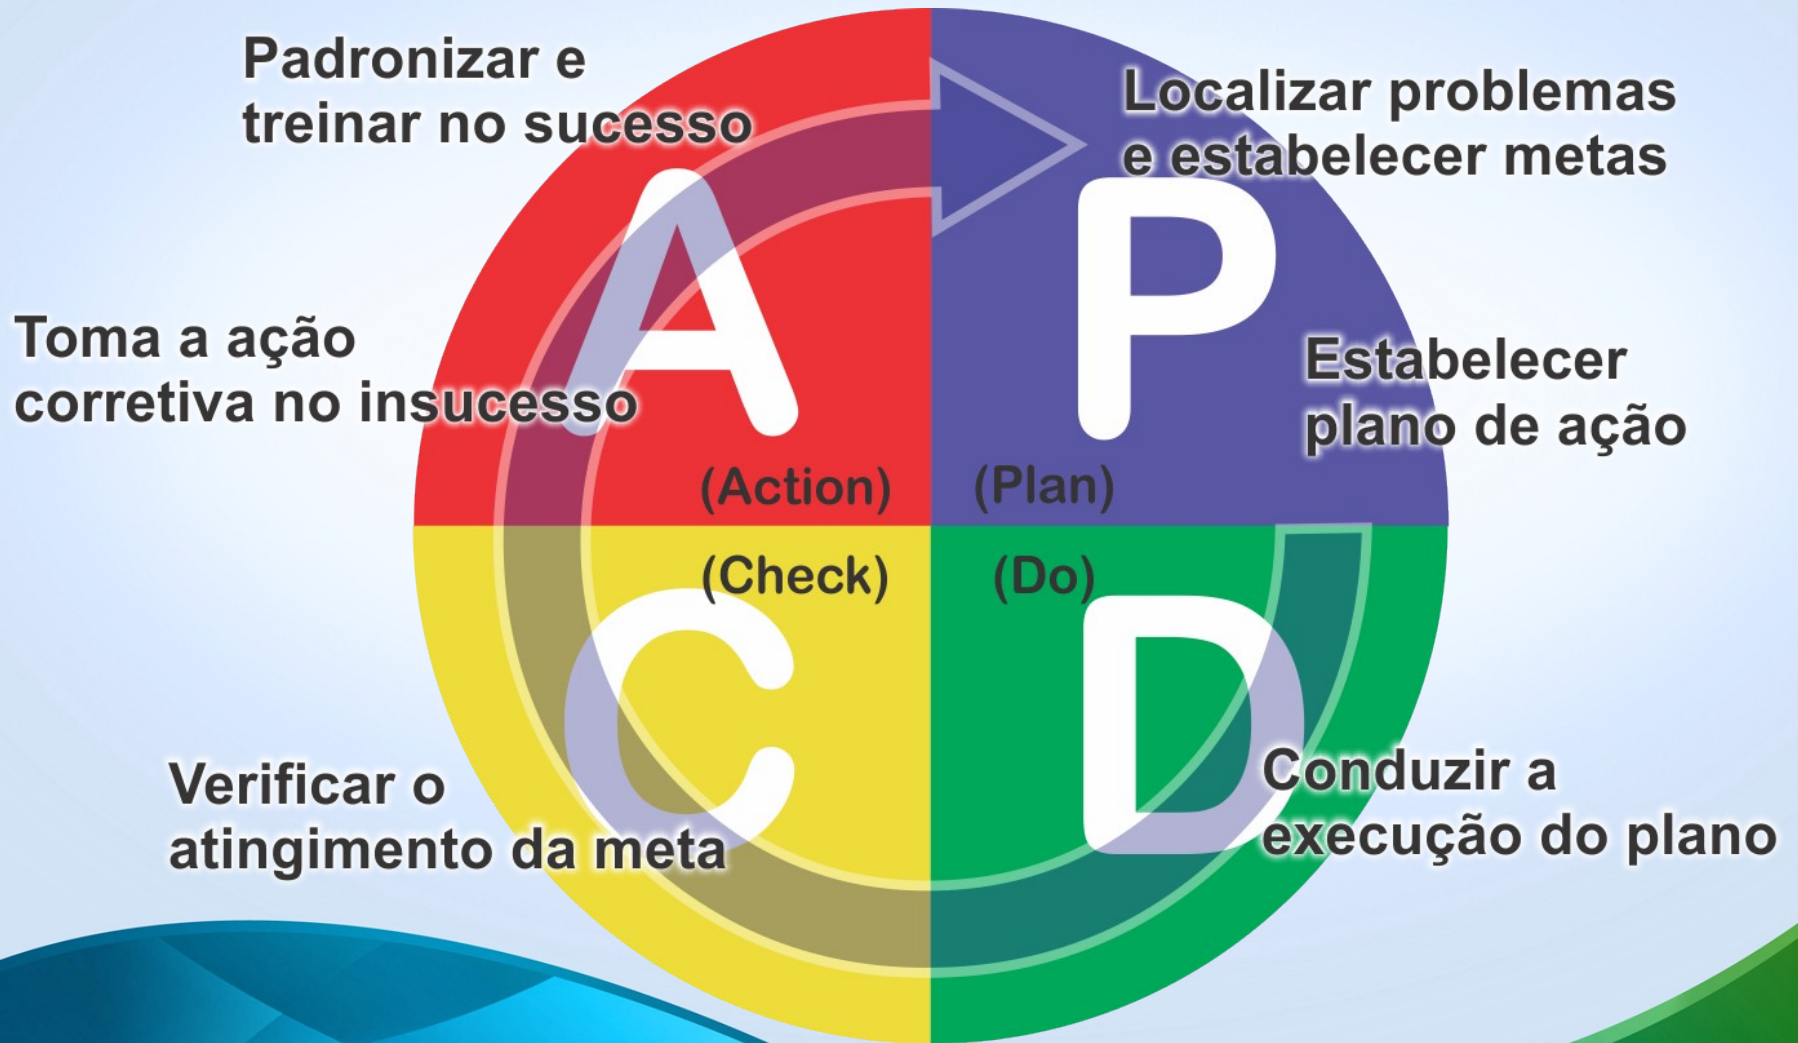 Padronizar e
treinar no sucesso
Localizar problemas
e estabelecer metas
A
P
Toma a ação
corretiva no insucesso
Estabelecer
plano de ação
(Action)
(Plan)
(Check)
(Do)
C
D
Verificar o
atingimento da meta
Conduzir a
execução do plano